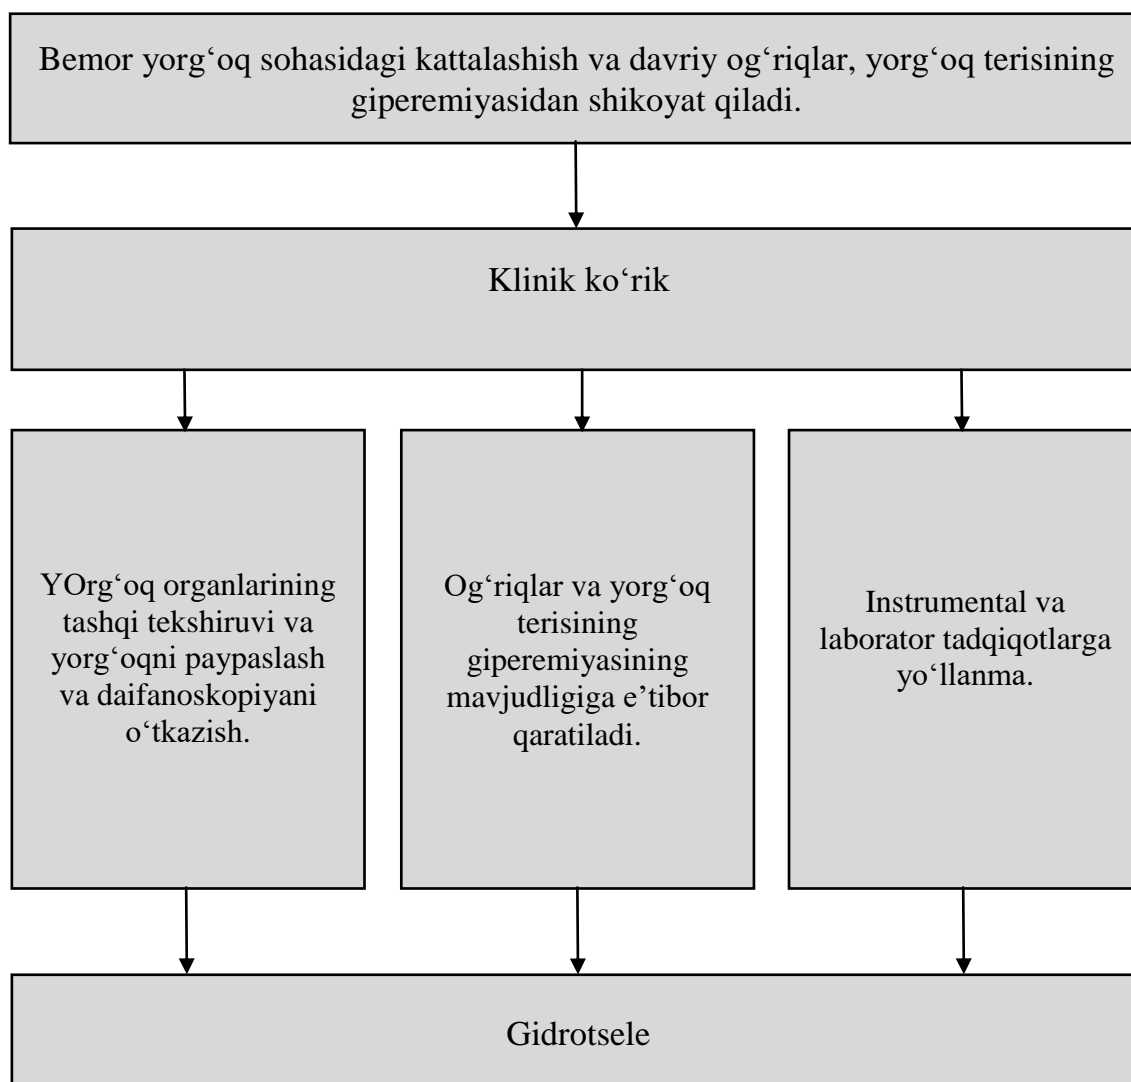 Bemor yorg‘oq sohasidagi kattalashish va davriy og‘riqlar, yorg‘oq terisining
giperemiyasidan shikoyat qiladi.
Klinik ko‘rik
YOrg‘oq organlarining
tashqi tekshiruvi va
yorg‘oqni paypaslash
va daifanoskopiyani
o‘tkazish.
Og‘riqlar va yorg‘oq
terisining
giperemiyasining
mavjudligiga e’tibor
qaratiladi.
Instrumental va
laborator tadqiqotlarga
yo‘llanma.
Gidrotsele